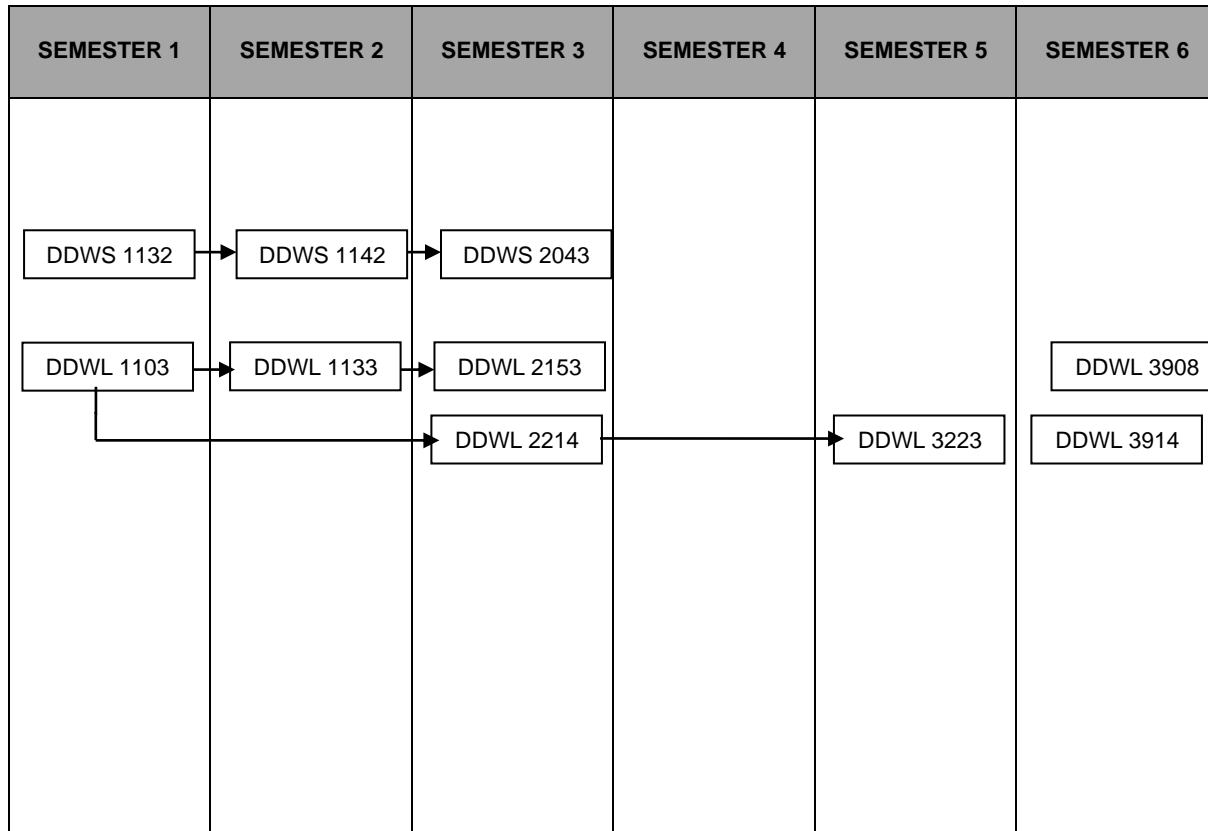 SEMESTER 1 SEMESTER 2 SEMESTER 3 SEMESTER 4 SEMESTER 5 SEMESTER 6
DDWS 1132 DDWS 1142 DDWS 2043
DDWL 1103 DDWL 1133 DDWL 2153 DDWL 3908
DDWL 2214 DDWL 3223 DDWL 3914